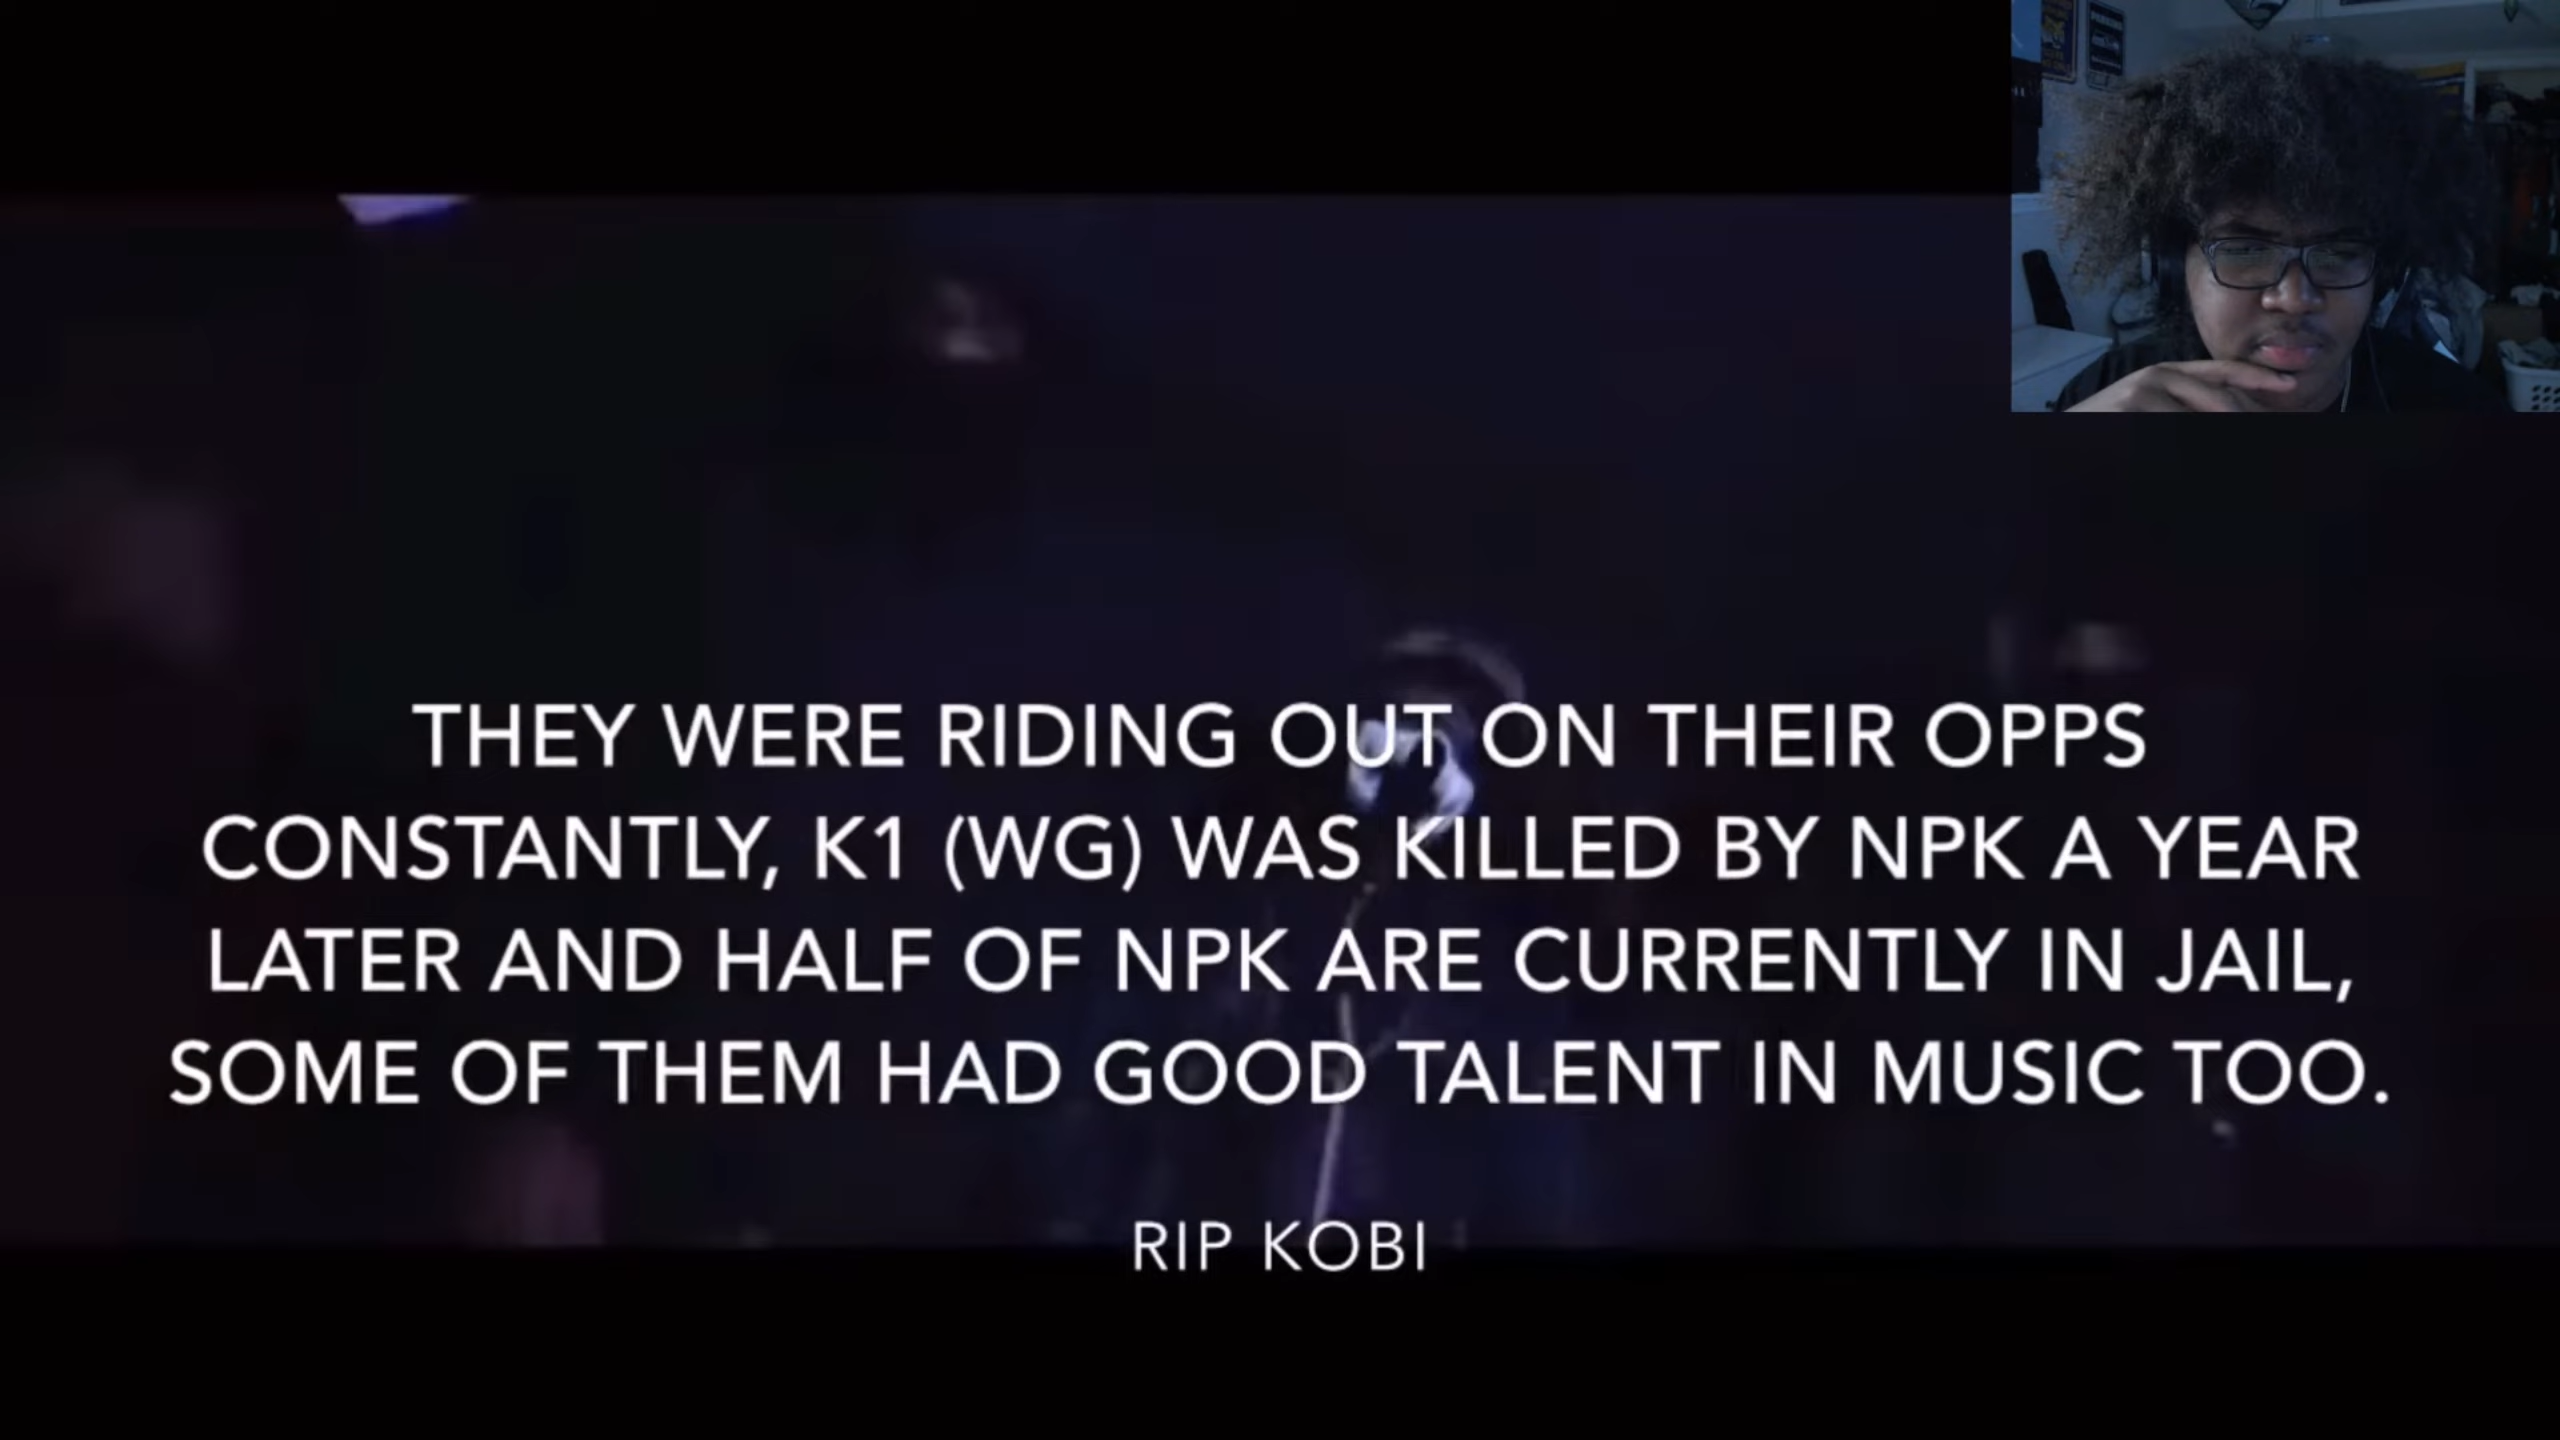 THEY WERE RIDING OUT ON THEIR OPPS
CONSTANTLY, K1 (WG) WAS KILLED BY NPK A YEAR
LATER AND HALF OF NPK ARE CURRENTLY IN JAIL,
SOME OF THEM HAD GOOD TALENT IN MUSIC TOO.
RIP KOBI